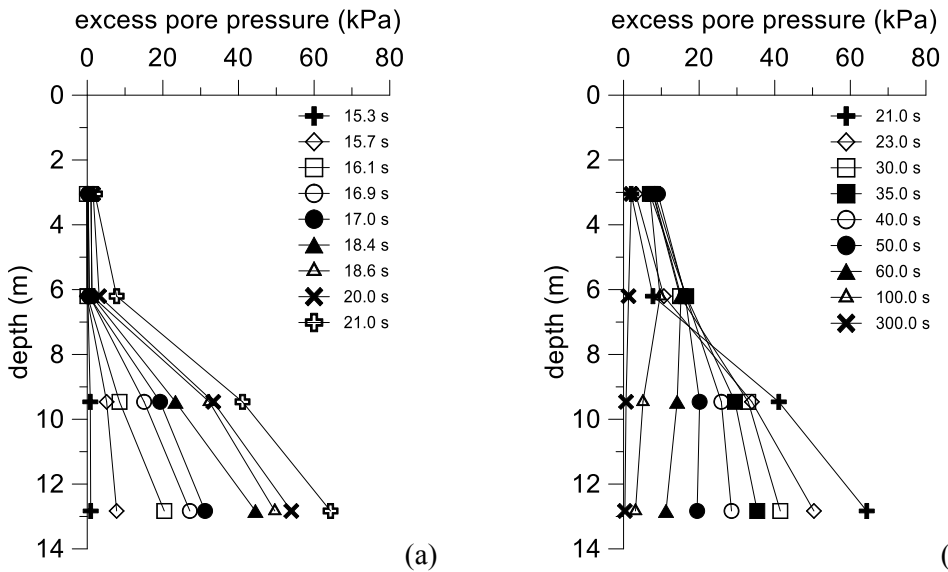 excess pore pressure (kPa)
0 20 40 60 80
0
2
4
6
8
10
12
14
depth (m)
15.3 s
15.7 s
16.1 s
16.9 s
17.0 s
18.4 s
18.6 s
20.0 s
21.0 s
(a)
excess pore pressure (kPa)
0 20 40 60 80
0
2
4
6
8
10
12
14
depth (m)
21.0 s
23.0 s
30.0 s
35.0 s
40.0 s
50.0 s
60.0 s
100.0 s
300.0 s
(